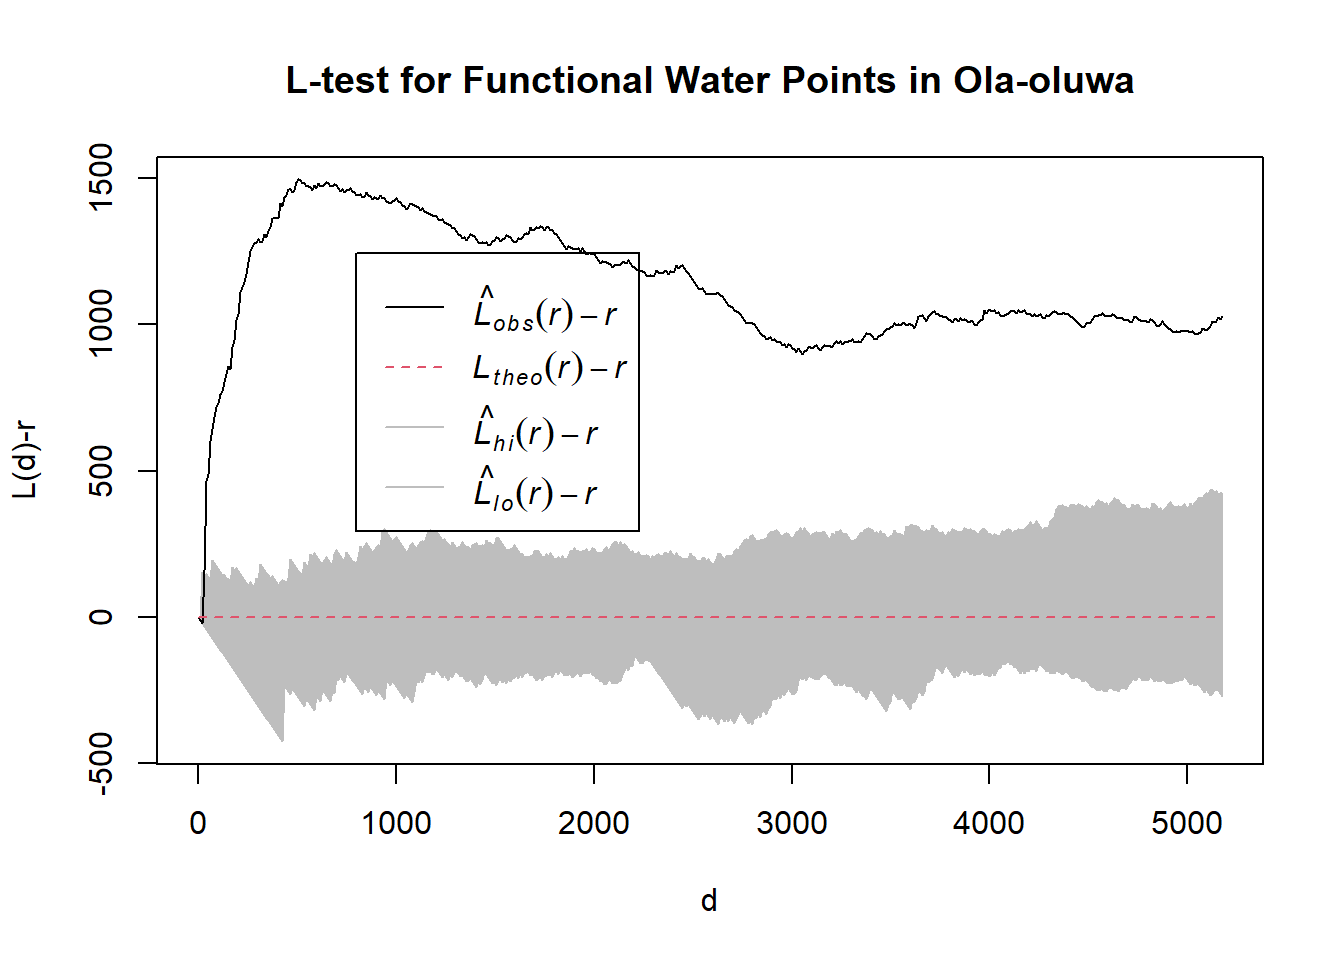 L-test for Functional Water Points in Ola-oluwa
L(d)-r
1500
1000
500
0
-500
L̂obs(r) – r
Ltheo(r) – r
L̂hi(r) – r
L̂lo(r) – r
0 1000 2000 3000 4000 5000
d